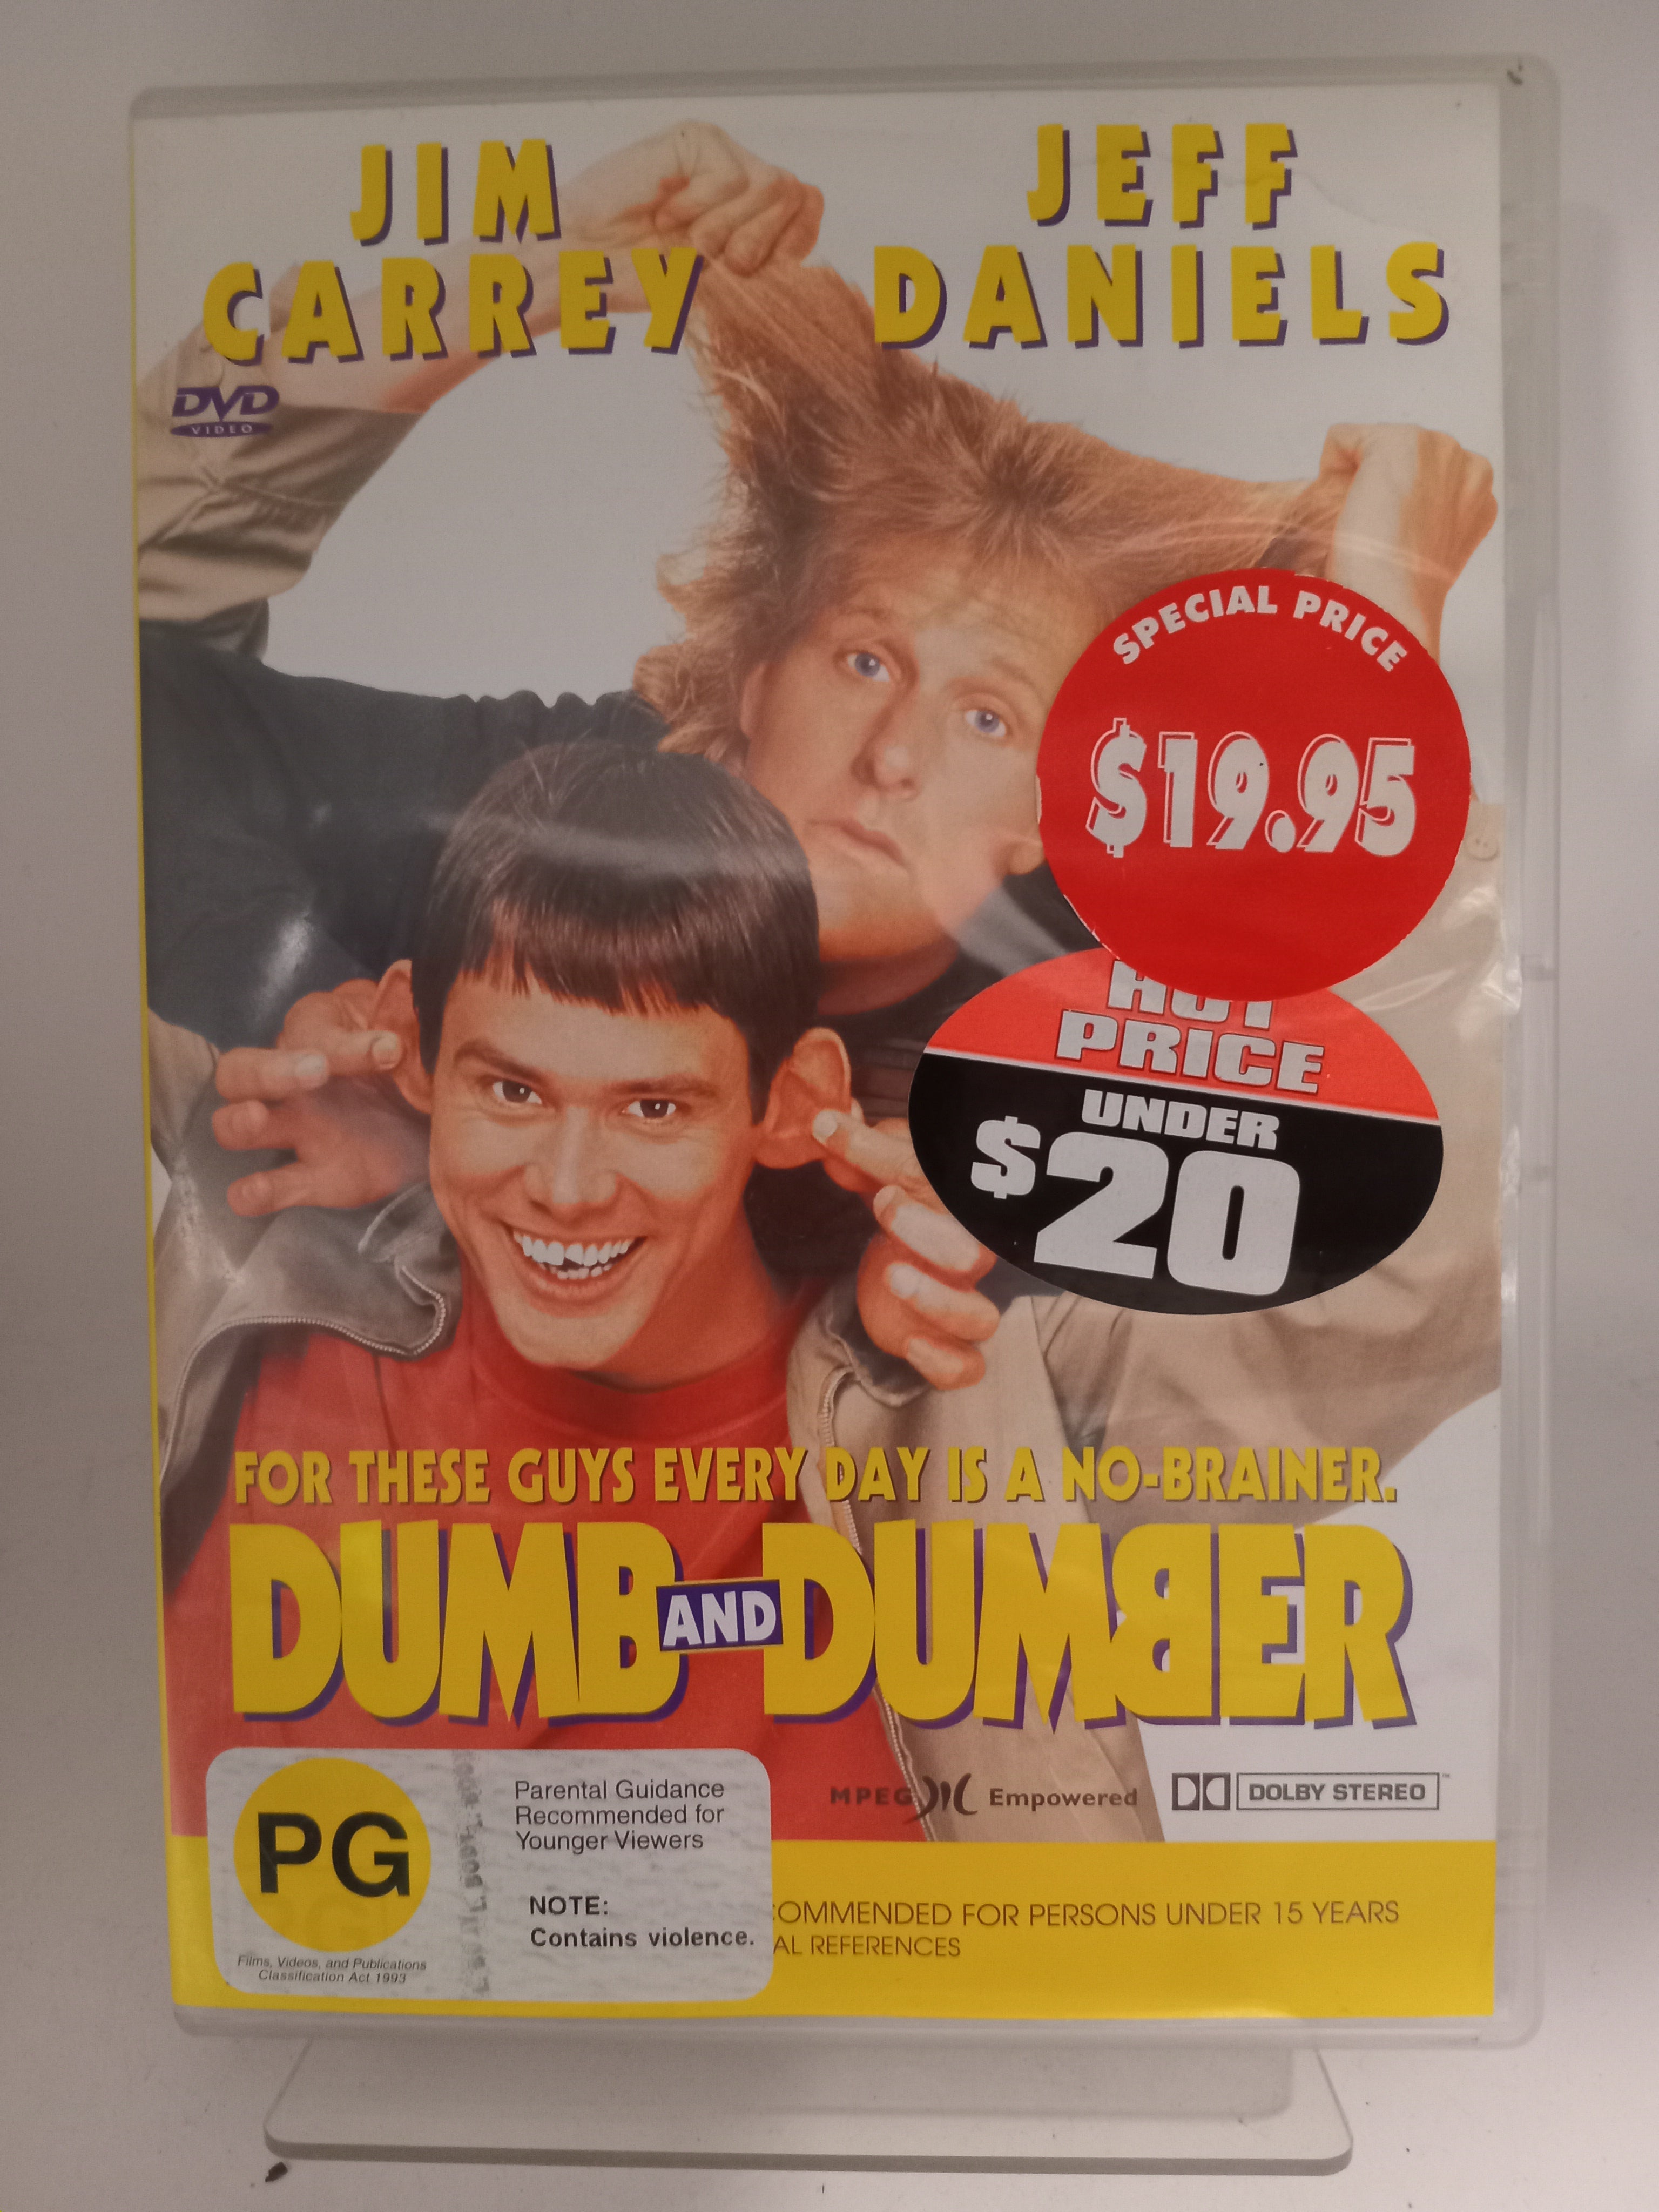 JIM
CARREY
JEFF
DANIELS
DVD
VIDEO
SPECIAL PRICE
$19.95
HOT
PRICE
UNDER
$20
FOR THESE GUYS EVERY DAY IS A NO-BRAINER.
DUMB AND DUMBER
MPEG Empowered
DOLBY STEREO
PG
Parental Guidance
Recommended for
Younger Viewers
NOTE:
Contains violence.
Films, Videos, and Publications
Classification Act 1993
OMMENDED FOR PERSONS UNDER 15 YEARS
AL REFERENCES